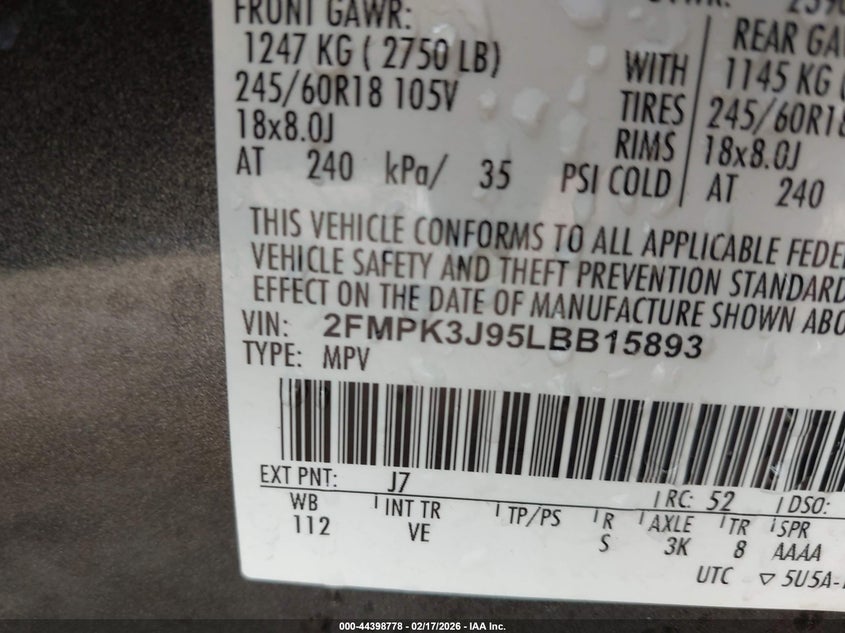 FRONT GAWR:
1247 KG ( 2750 LB)
245/60R18 105V
18x8.0J
AT 240 kPa/ 35 PSI COLD
WITH
TIRES
RIMS
REAR GA
1145 KG
245/60R18
18x8.0J
AT 240
THIS VEHICLE CONFORMS TO ALL APPLICABLE FEDE
VEHICLE SAFETY AND THEFT PREVENTION STANDARD
EFFECT ON THE DATE OF MANUFACTURE SHOWN ABO
VIN: 2FMPK3J95LBB15893
TYPE: MPV
EXT PNT: J7 RC: 52 DSO:
WB INT TR TP/PS R AXLE TR SPR
112 VE S 3K 8 AAAA
UTC ▽ 5U5A-
000-44398778 - 02/17/2026 - IAA Inc.